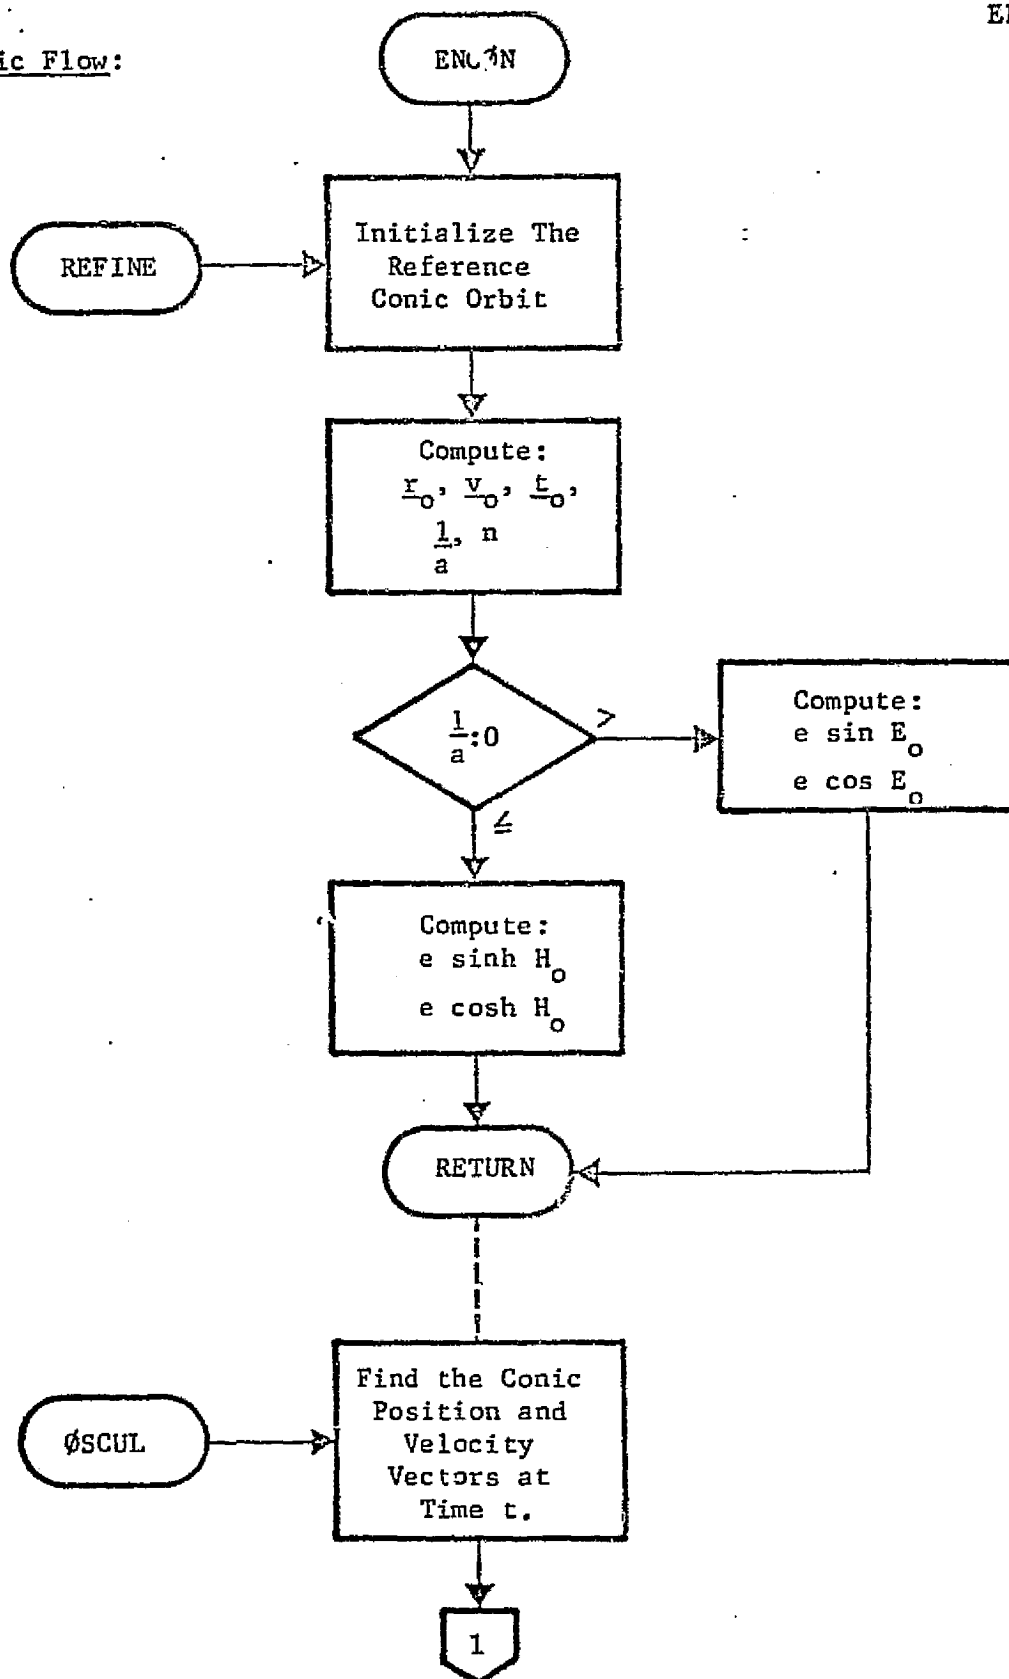 ic Flow:
REFINE
Initialize The
Reference
Conic Orbit
Compute:
r_o, v_o, t_o,
1/a, n
1/a:0
>
≤
Compute:
e sin E_o
e cos E_o
Compute:
e sinh H_o
e cosh H_o
RETURN
ØSCUL
Find the Conic
Position and
Velocity
Vectors at
Time t.
1